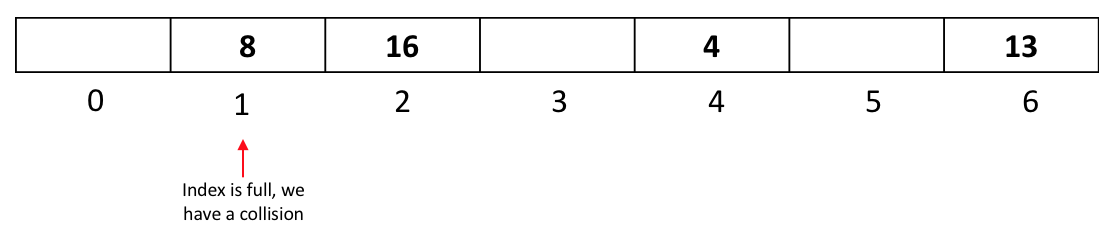 8 16 4 13
0 1 2 3 4 5 6
Index is full, we
have a collision